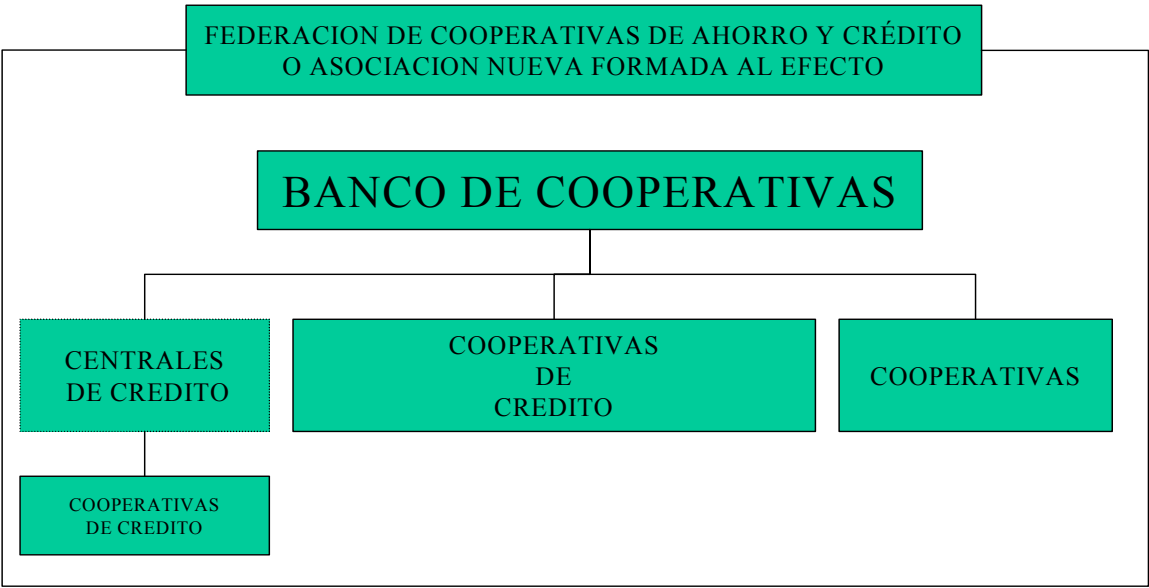 FEDERACION DE COOPERATIVAS DE AHORRO Y CRÉDITO
O ASOCIACION NUEVA FORMADA AL EFECTO
BANCO DE COOPERATIVAS
CENTRALES
DE CREDITO
COOPERATIVAS
DE
CREDITO
COOPERATIVAS
COOPERATIVAS
DE CREDITO